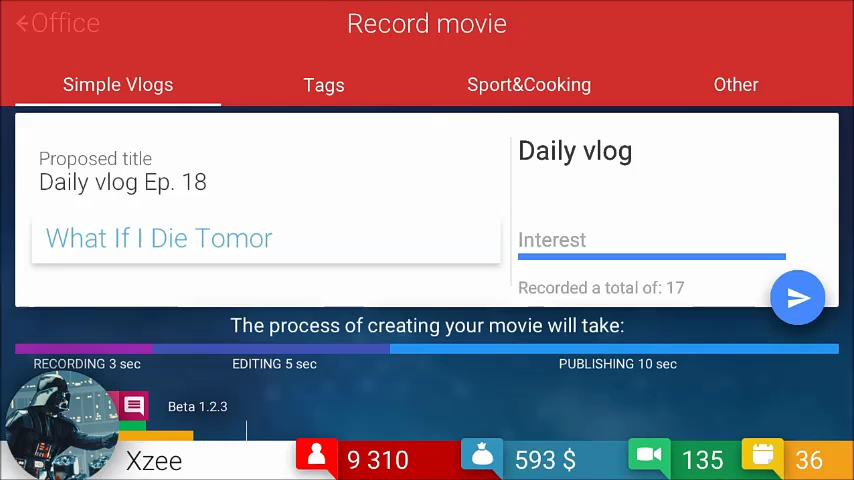 Office
Record movie
Simple Vlogs
Tags
Sport&Cooking
Other
Proposed title
Daily vlog Ep. 18
What If I Die Tomor
Daily vlog
Interest
Recorded a total of: 17
The process of creating your movie will take:
RECORDING 3 sec
EDITING 5 sec
PUBLISHING 10 sec
Beta 1.2.3
Xzee
9 310
593 $
135
36